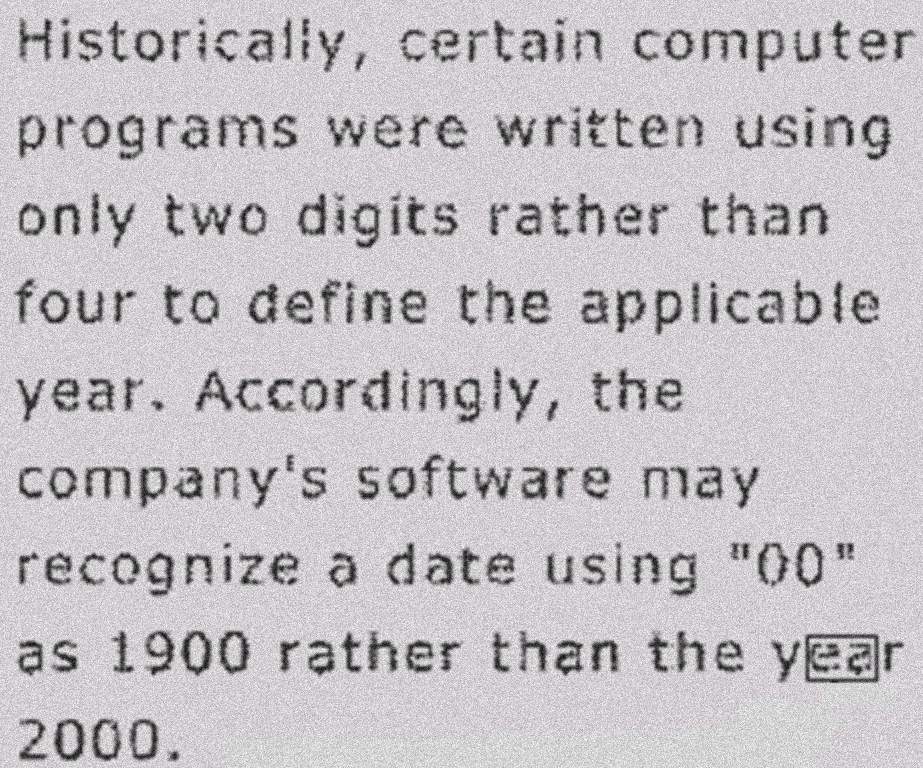 Historically, certain computer
programs were written using
only two digits rather than
four to define the applicable
year. Accordingly, the
company's software may
recognize a date using "00"
as 1900 rather than the year
2000.